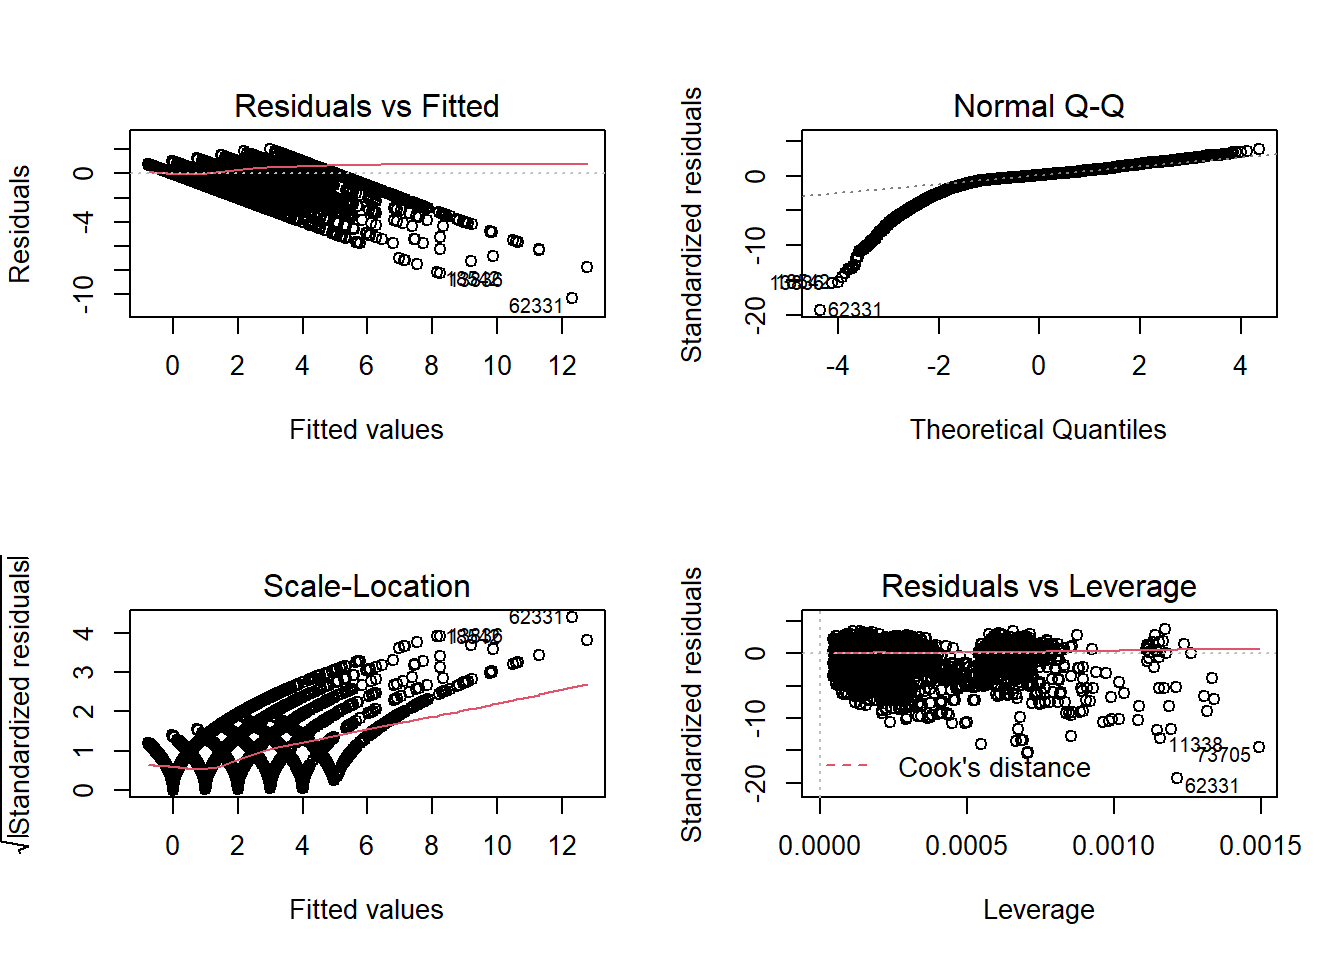 Residuals vs Fitted
Residuals
0
-4
-10
62331
0 2 4 6 8 10 12
Fitted values
Normal Q-Q
Standardized residuals
0
-10
-20
62331
-4 -2 0 2 4
Theoretical Quantiles
Scale-Location
√|Standardized residuals|
4
3
2
1
0
62331
0 2 4 6 8 10 12
Fitted values
Residuals vs Leverage
Standardized residuals
0
-10
-20
11338
73705
62331
Cook's distance
0.0000 0.0005 0.0010 0.0015
Leverage